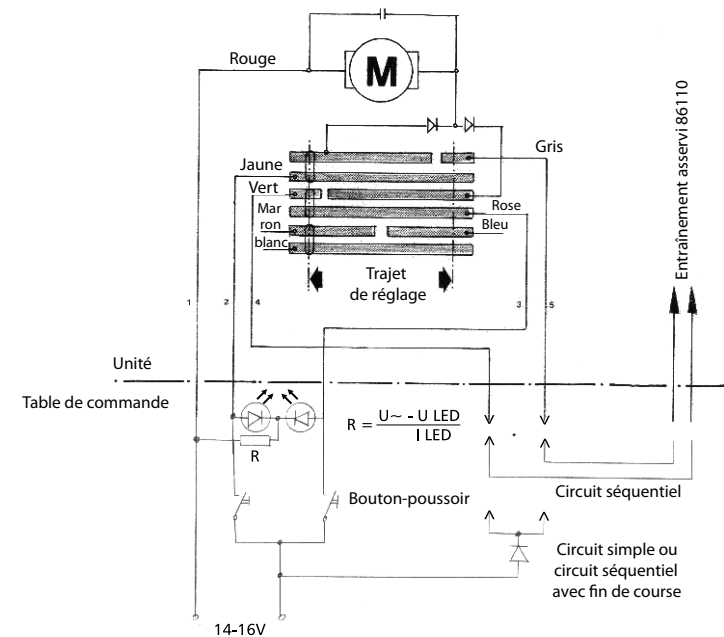 Rouge
M
Gris
Jaune
Vert
Mar
ron
blanc
Rose
Bleu
Trajet
de réglage
Entraînement asservi 86110
1
2
4
3
5
Unité
Table de commande
R
R = U~ - U LED
I LED
Bouton-poussoir
Circuit séquentiel
Circuit simple ou
circuit séquentiel
avec fin de course
14-16V